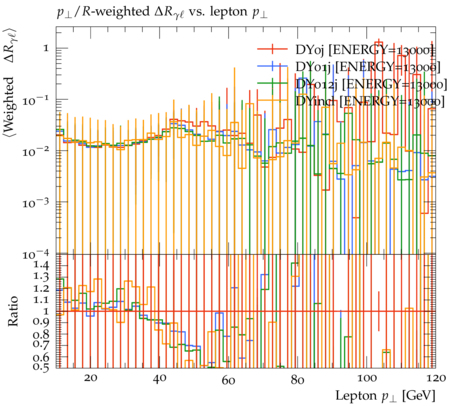 p⊥/R-weighted ΔRγℓ vs. lepton p⊥
⟨Weighted ΔRγℓ⟩
1
10⁻¹
10⁻²
10⁻³
10⁻⁴
DY0j [ENERGY=13000]
DY01j [ENERGY=13000]
DY012j [ENERGY=13000]
DYincl [ENERGY=13000]
Ratio
1.4
1.3
1.2
1.1
1
0.9
0.8
0.7
0.6
0.5
20 40 60 80 100 120
Lepton p⊥ [GeV]